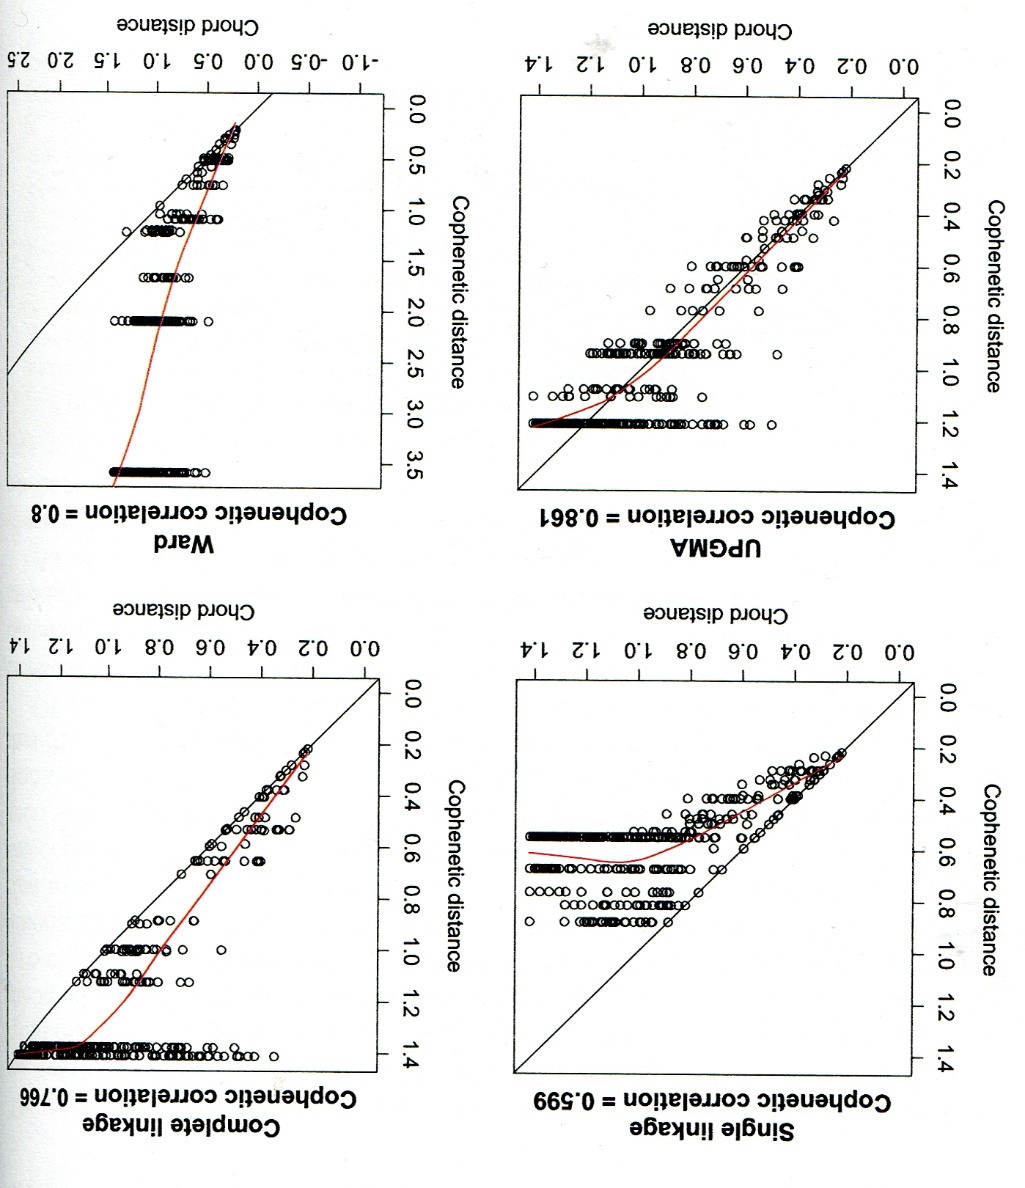 Single linkage
Cophenetic correlation = 0.599
Cophenetic distance
0.0 0.2 0.4 0.6 0.8 1.0 1.2 1.4
0.0 0.2 0.4 0.6 0.8 1.0 1.2 1.4
Chord distance
Complete linkage
Cophenetic correlation = 0.766
Cophenetic distance
0.0 0.2 0.4 0.6 0.8 1.0 1.2 1.4
0.0 0.2 0.4 0.6 0.8 1.0 1.2 1.4
Chord distance
UPGMA
Cophenetic correlation = 0.861
Cophenetic distance
0.0 0.2 0.4 0.6 0.8 1.0 1.2 1.4
0.0 0.2 0.4 0.6 0.8 1.0 1.2 1.4
Chord distance
Ward
Cophenetic correlation = 0.8
Cophenetic distance
0.0 0.5 1.0 1.5 2.0 2.5 3.0 3.5
-1.0 -0.5 0.0 0.5 1.0 1.5 2.0 2.5
Chord distance